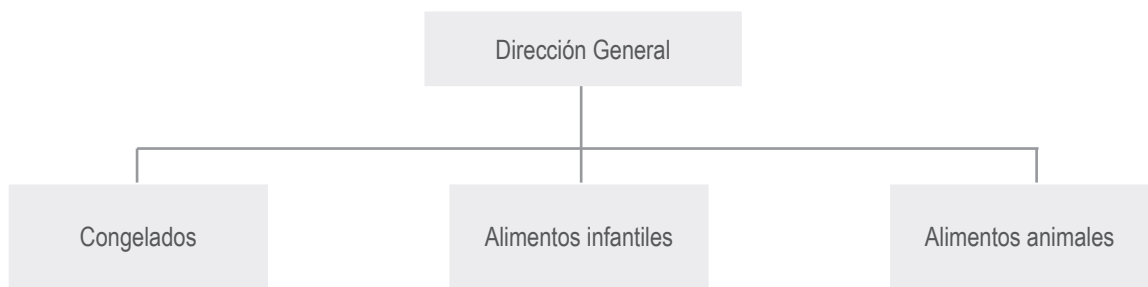 Dirección General
Congelados
Alimentos infantiles
Alimentos animales